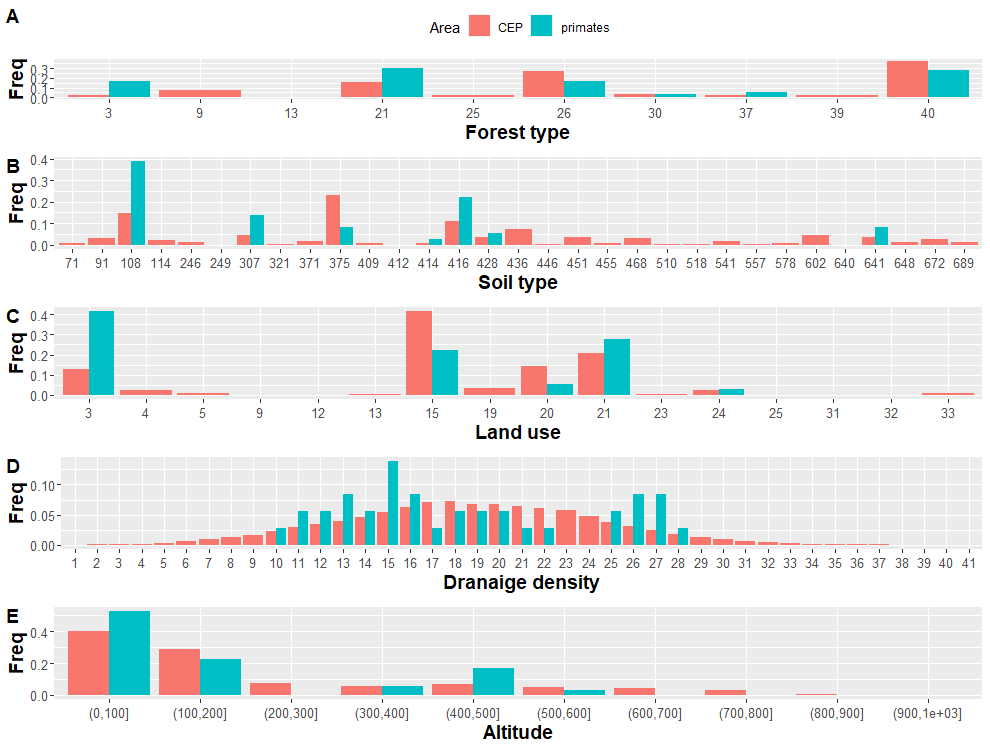 A
Area CEP primates
Freq
0.3
0.2
0.1
0.0
3 9 13 21 25 26 30 37 39 40
Forest type
B
Freq
0.4
0.3
0.2
0.1
0.0
71 91 108 114 246 249 307 321 371 375 409 412 414 416 428 436 446 451 455 468 510 518 541 557 578 602 640 641 648 672 689
Soil type
C
Freq
0.4
0.3
0.2
0.1
0.0
3 4 5 9 12 13 15 19 20 21 23 24 25 31 32 33
Land use
D
Freq
0.10
0.05
0.00
1 2 3 4 5 6 7 8 9 10 11 12 13 14 15 16 17 18 19 20 21 22 23 24 25 26 27 28 29 30 31 32 33 34 35 36 37 38 39 40 41
Dranaige density
E
Freq
0.4
0.2
0.0
(0,100] (100,200] (200,300] (300,400] (400,500] (500,600] (600,700] (700,800] (800,900] (900,1e+03]
Altitude